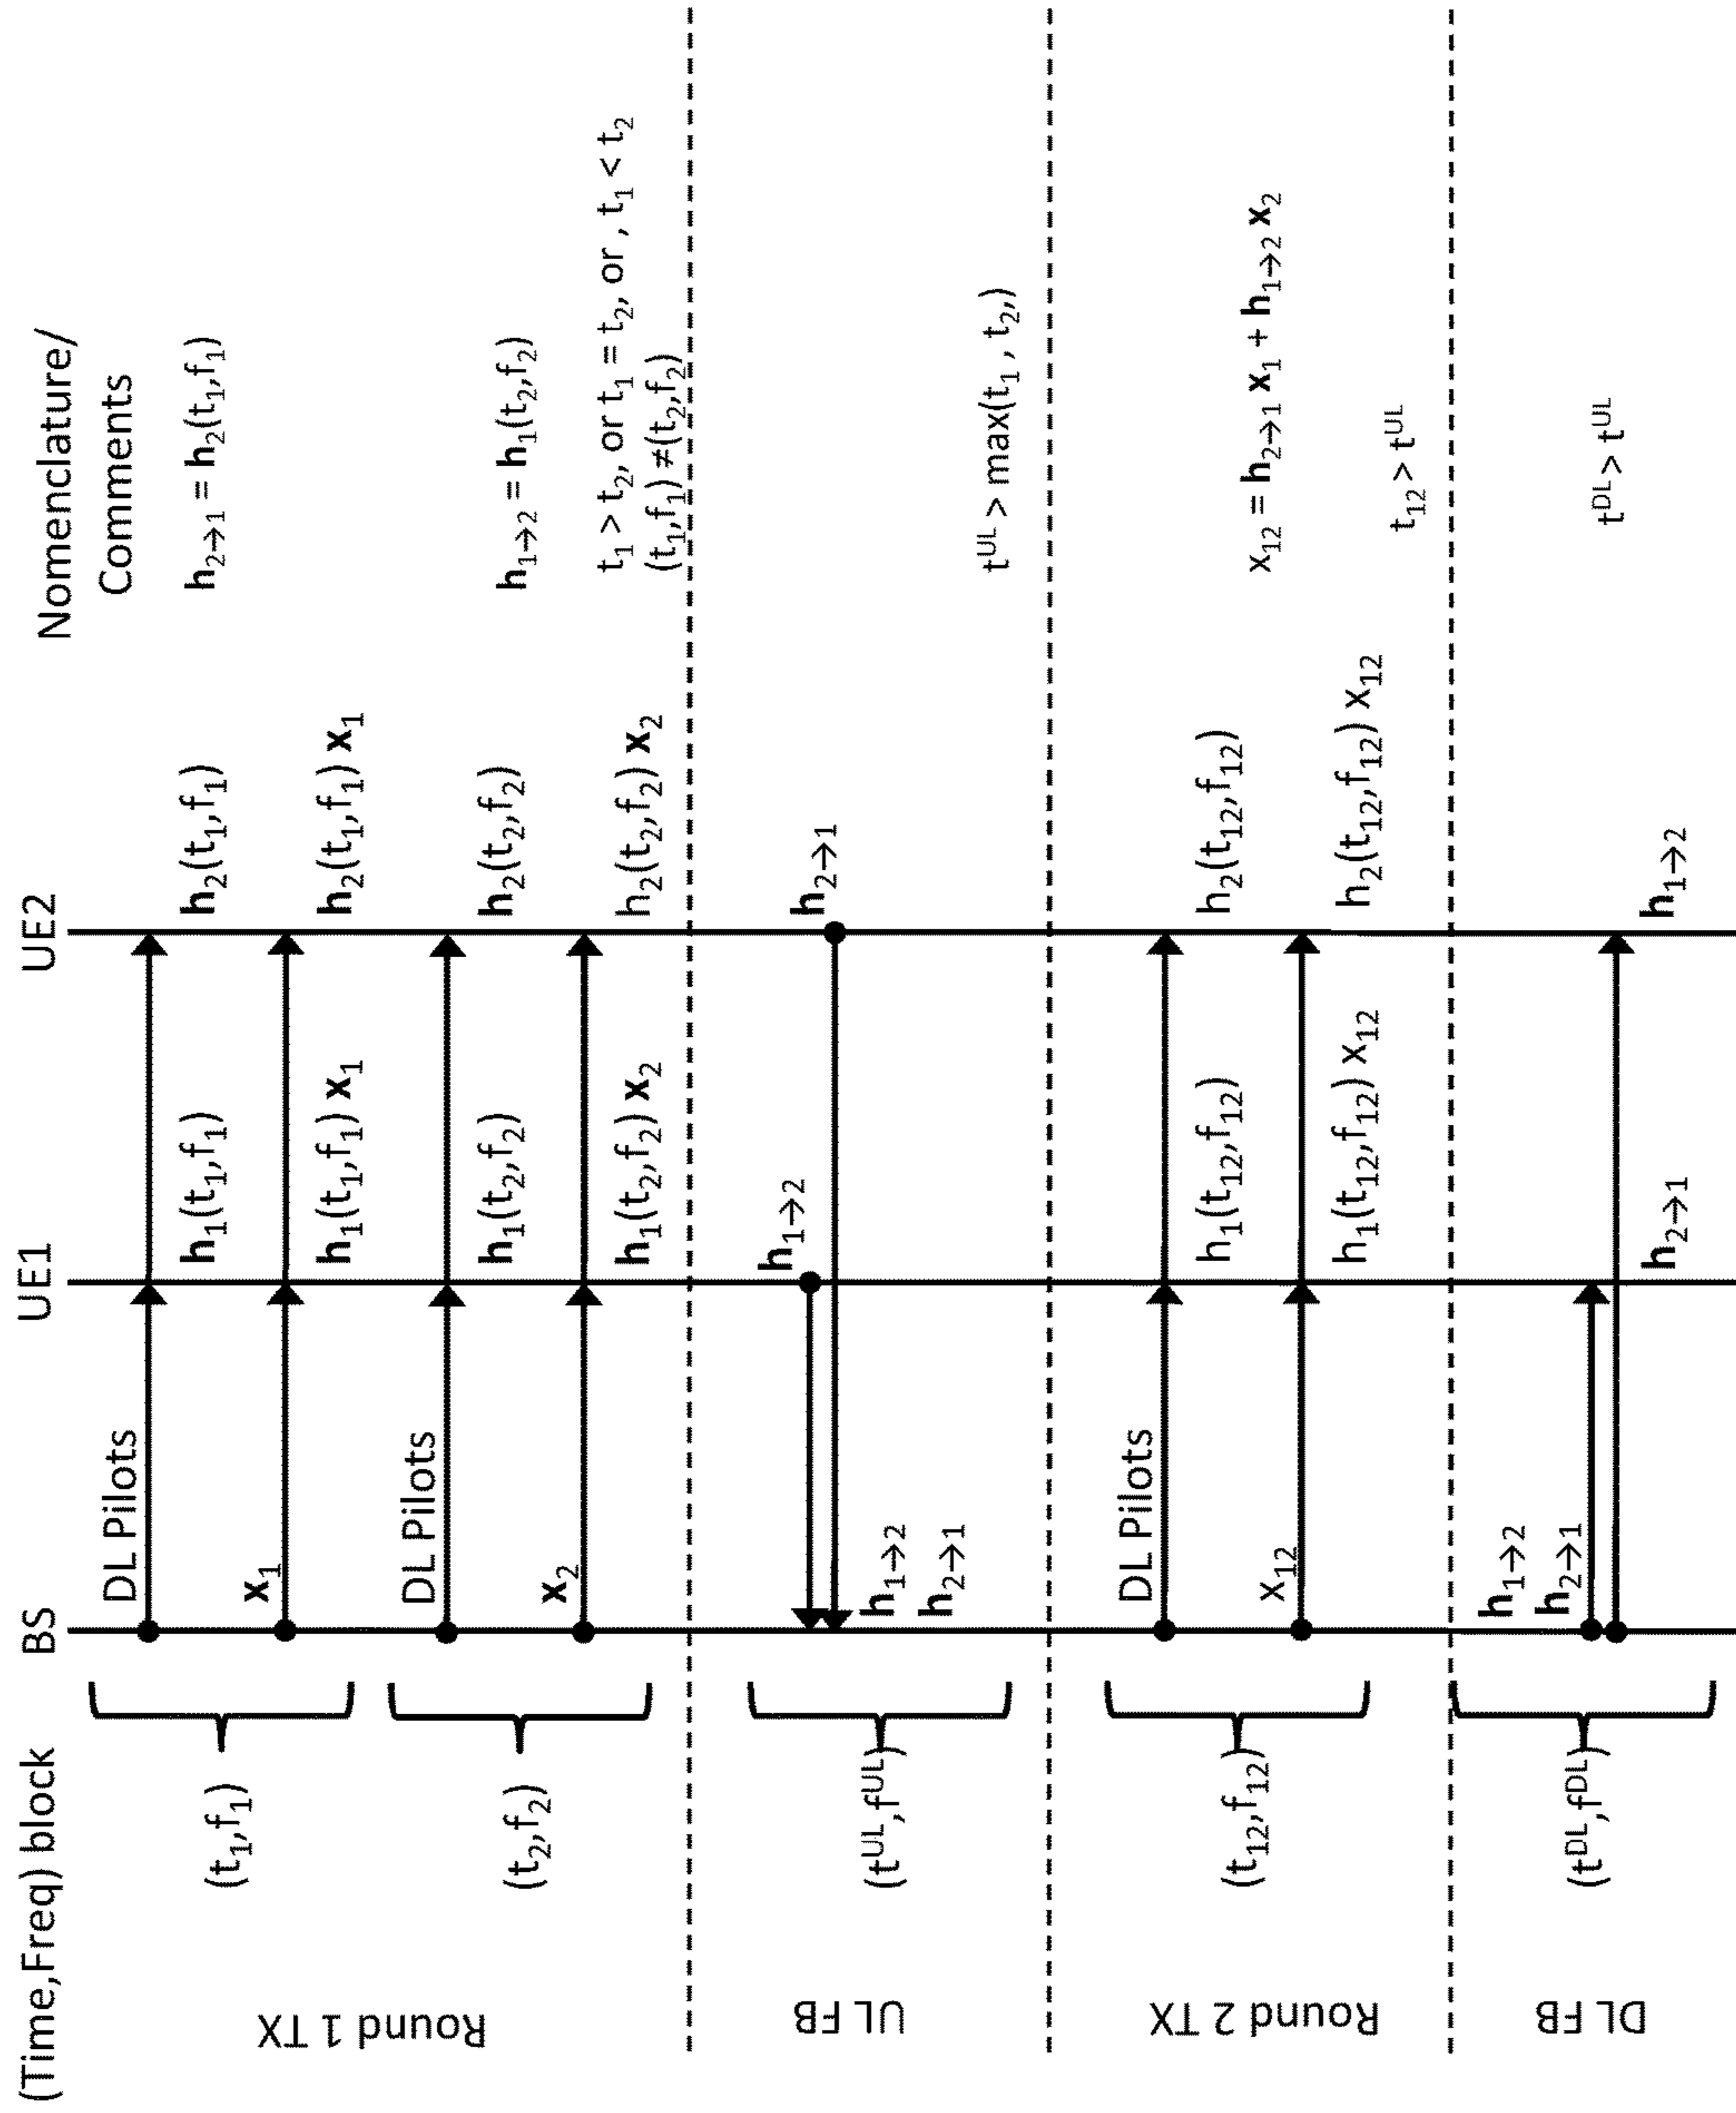 (Time,Freq) block
BS
UE1
UE2
Nomenclature/
Comments
Round 1 TX
(t₁,f₁)
DL Pilots
h₁(t₁,f₁)
h₂(t₁,f₁)
h₂→₁ = h₂(t₁,f₁)
x₁
h₁(t₁,f₁) x₁
h₂(t₁,f₁) x₁
(t₂,f₂)
DL Pilots
h₁(t₂,f₂)
h₂(t₂,f₂)
h₁→₂ = h₁(t₂,f₂)
x₂
h₁(t₂,f₂) x₂
h₂(t₂,f₂) x₂
t₁ > t₂, or t₁ = t₂, or , t₁ < t₂
(t₁,f₁) ≠(t₂,f₂)
UL FB
(tᵁᴸ,fᵁᴸ)
h₁→₂
h₂→₁
h₁→₂
h₂→₁
tᵁᴸ > max(t₁ , t₂,)
Round 2 TX
(t₁₂,f₁₂)
DL Pilots
h₁(t₁₂,f₁₂)
h₂(t₁₂,f₁₂)
x₁₂ = h₂→₁ x₁ + h₁→₂ x₂
x₁₂
h₁(t₁₂,f₁₂) x₁₂
h₂(t₁₂,f₁₂) x₁₂
t₁₂ > tᵁᴸ
DL FB
(tᴰᴸ,fᴰᴸ)
h₁→₂
h₂→₁
h₂→₁
h₁→₂
tᴰᴸ > tᵁᴸ